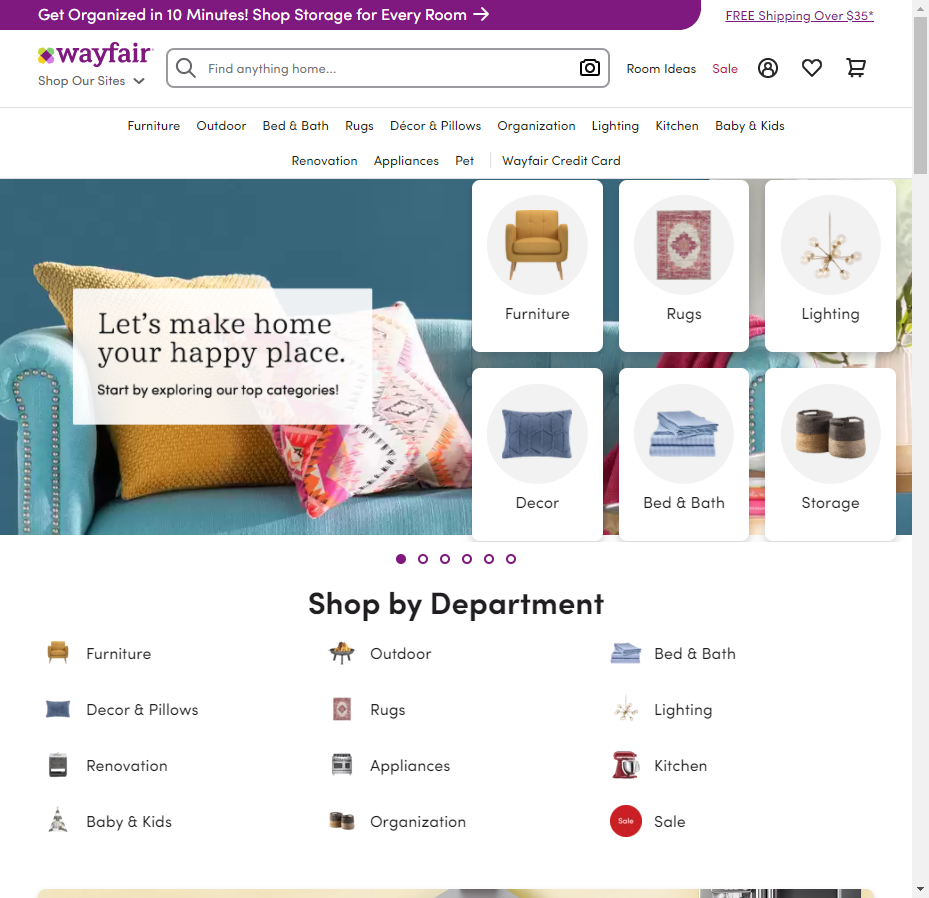 Get Organized in 10 Minutes! Shop Storage for Every Room →
FREE Shipping Over $35*
wayfair
Shop Our Sites
Find anything home...
Room Ideas
Sale
Furniture Outdoor Bed & Bath Rugs Décor & Pillows Organization Lighting Kitchen Baby & Kids
Renovation Appliances Pet Wayfair Credit Card
Let's make home
your happy place.
Start by exploring our top categories!
Furniture
Rugs
Lighting
Decor
Bed & Bath
Storage
Shop by Department
Furniture
Outdoor
Bed & Bath
Decor & Pillows
Rugs
Lighting
Renovation
Appliances
Kitchen
Baby & Kids
Organization
Sale
Sale